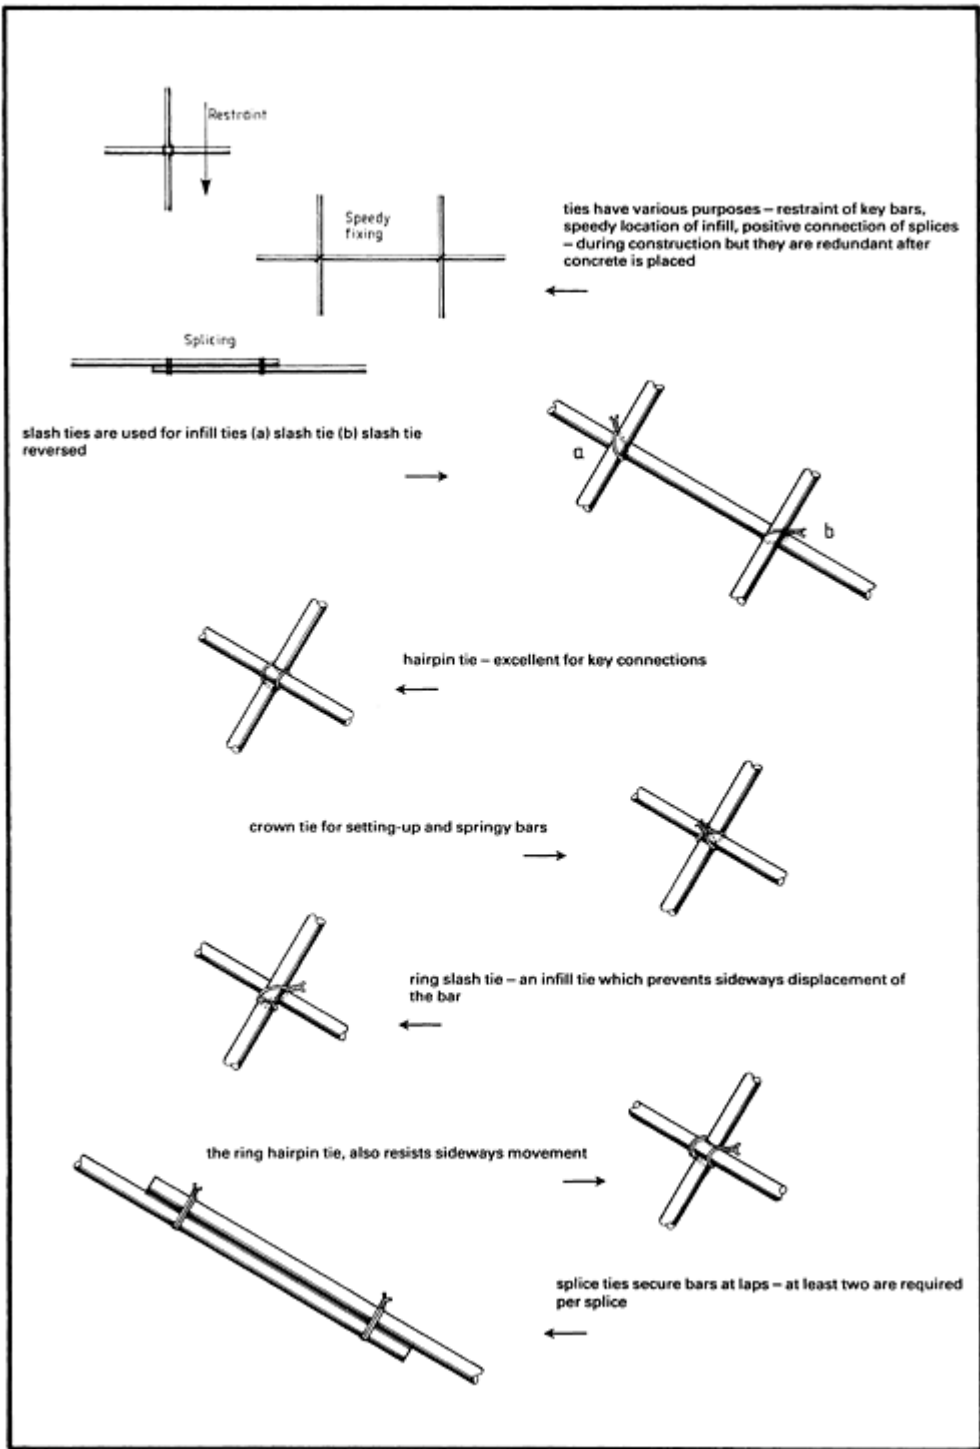 Restraint
Speedy
fixing
ties have various purposes – restraint of key bars,
speedy location of infill, positive connection of splices
– during construction but they are redundant after
concrete is placed
Splicing
slash ties are used for infill ties (a) slash tie (b) slash tie
reversed
a
b
hairpin tie – excellent for key connections
crown tie for setting-up and springy bars
ring slash tie – an infill tie which prevents sideways displacement of
the bar
the ring hairpin tie, also resists sideways movement
splice ties secure bars at laps – at least two are required
per splice